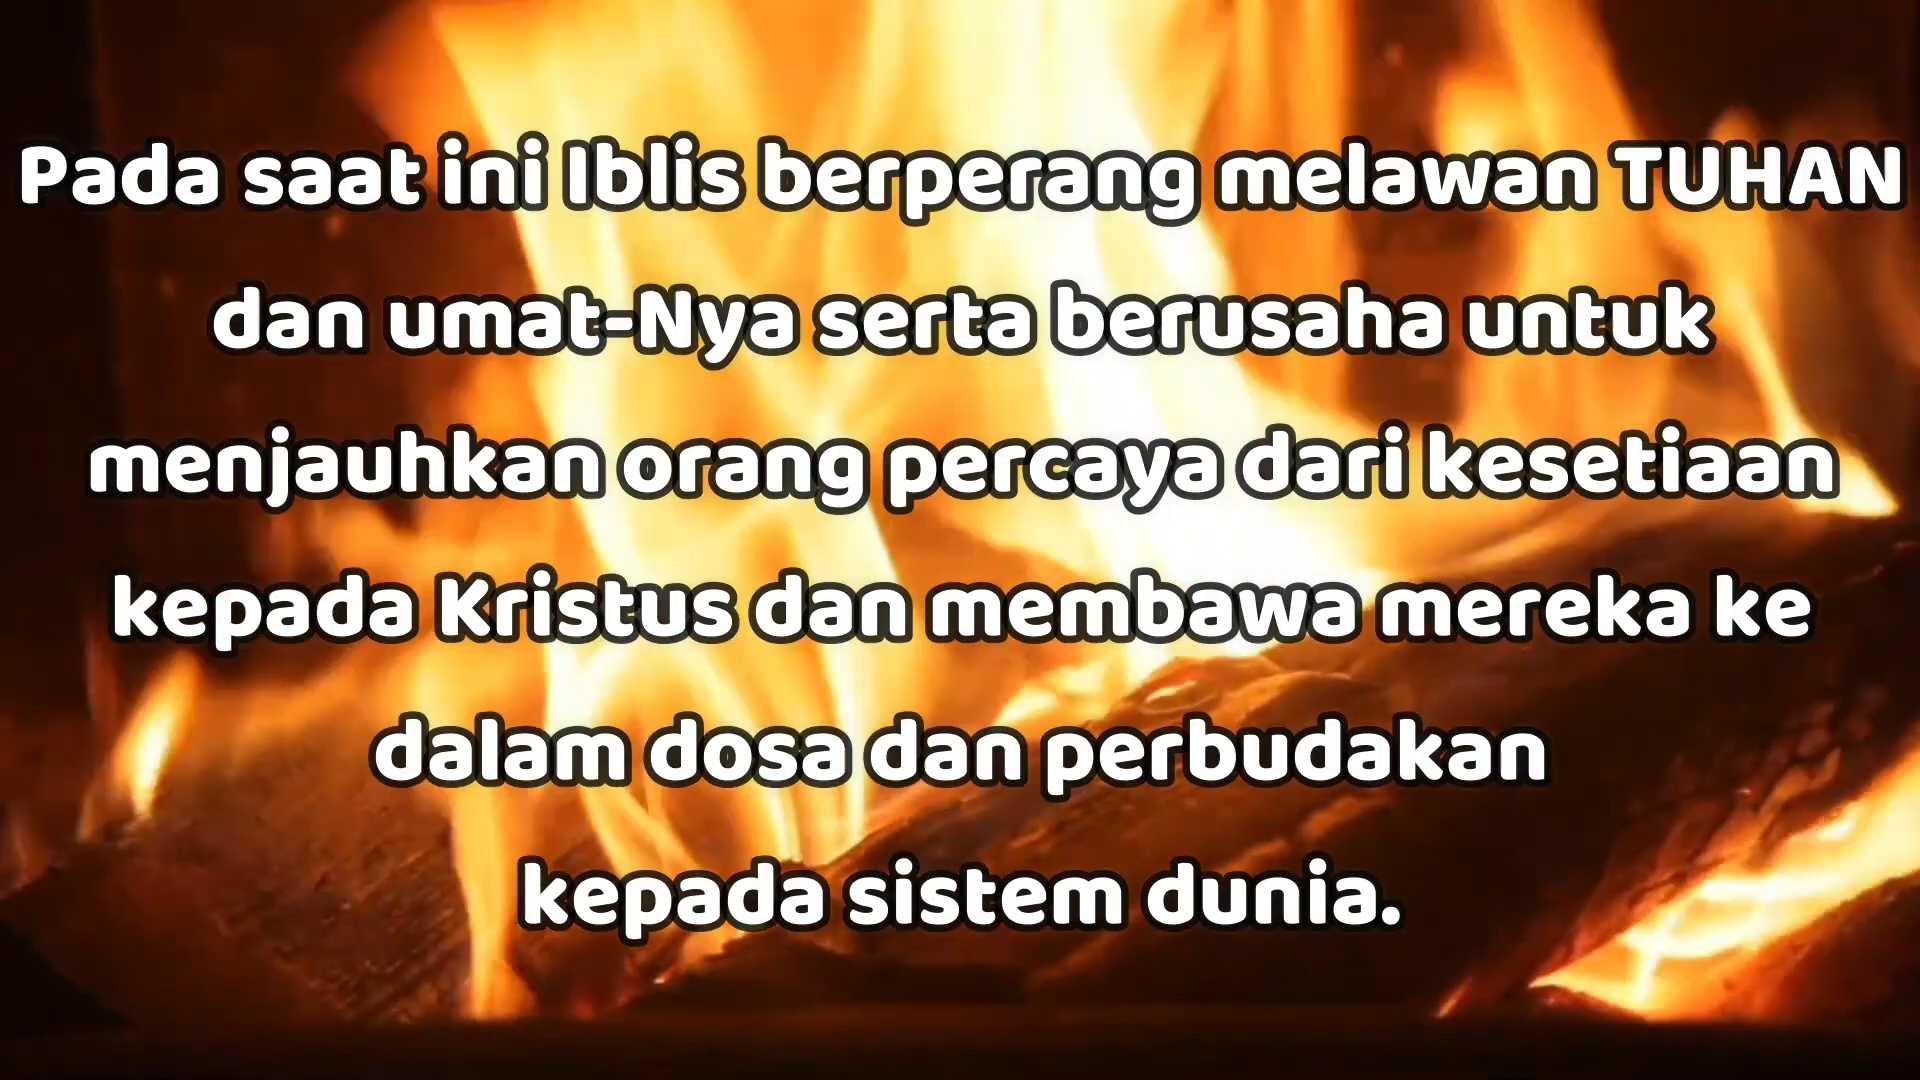 Pada saat ini Iblis berperang melawan TUHAN
dan umat-Nya serta berusaha untuk
menjauhkan orang percaya dari kesetiaan
kepada Kristus dan membawa mereka ke
dalam dosa dan perbudakan
kepada sistem dunia.